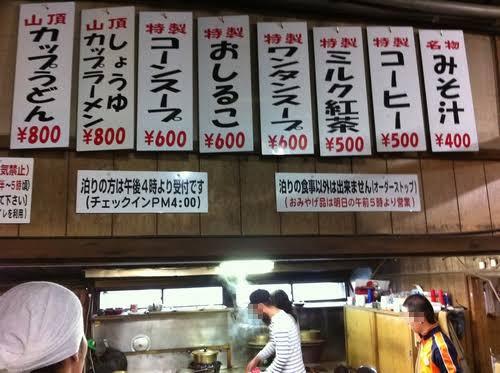 山頂
カップうどん
¥800
山頂
しょうゆ
カップラーメン
¥800
特製
コーンスープ
¥600
特製
おしるこ
¥600
特製
ワンタンスープ
¥600
特製
ミルク紅茶
¥500
特製
コーヒー
¥500
名物
みそ汁
¥400
気禁止)
泊りの方は午後4時より受付です
(チェックインPM4:00)
泊りの食事以外は出来ません(オーダーストップ)
(おみやげ品は明日の午前5時より営業)